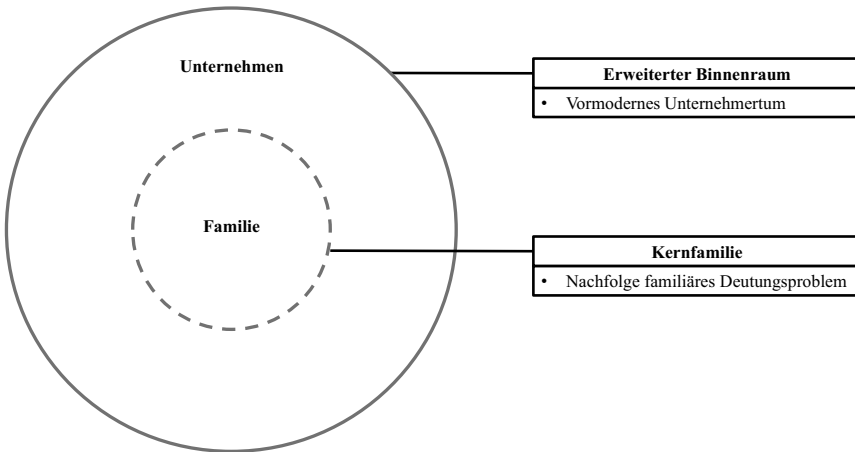 Unternehmen
Erweiterter Binnenraum
• Vormodernes Unternehmertum
Familie
Kernfamilie
• Nachfolge familiäres Deutungsproblem